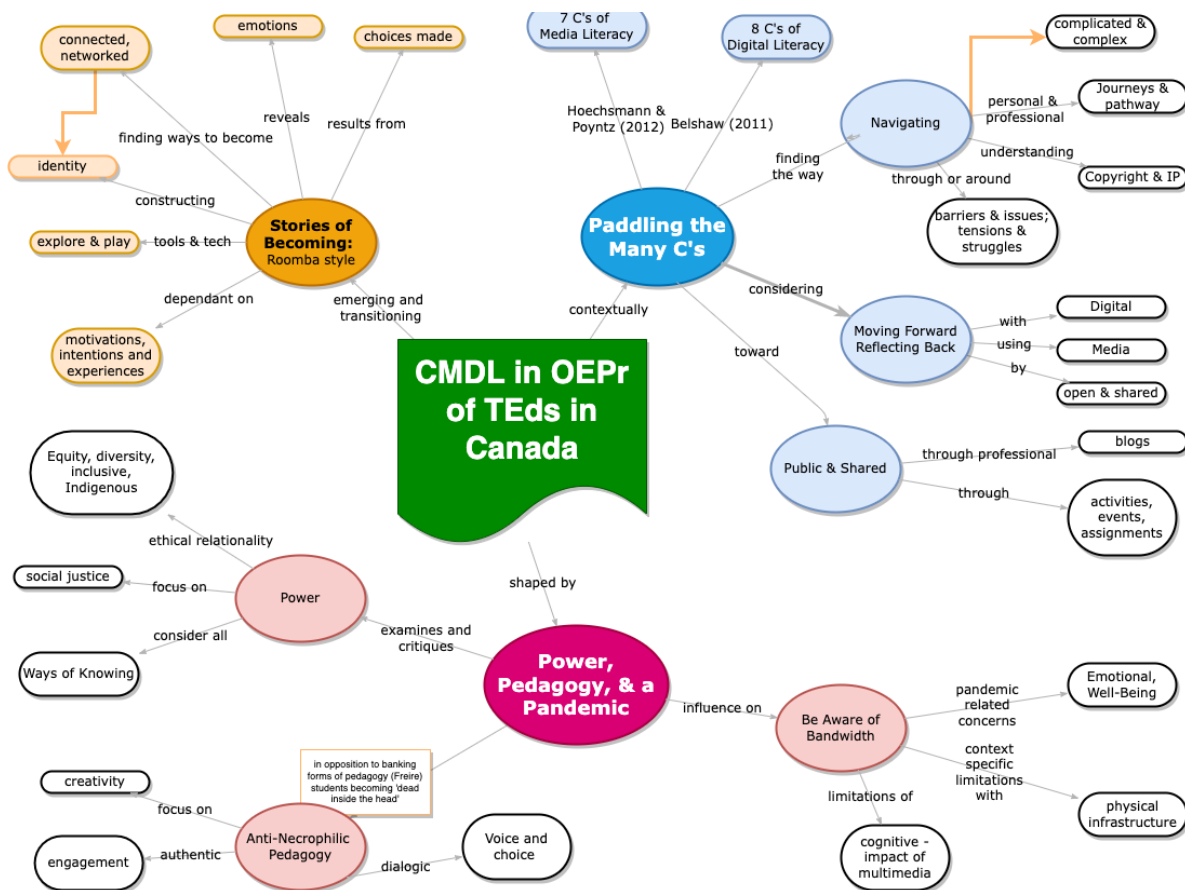 connected,
networked
emotions
choices made
finding ways to become
reveals
results from
identity
constructing
explore & play
tools & tech
Stories of
Becoming:
Roomba style
dependant on
motivations,
intentions and
experiences
emerging and
transitioning
7 C's of
Media Literacy
8 C's of
Digital Literacy
Hoechsmann &
Poyntz (2012)
Belshaw (2011)
Paddling the
Many C's
contextually
finding
the way
Navigating
complicated &
complex
personal &
professional
Journeys &
pathway
understanding
Copyright & IP
through or around
barriers & issues;
tensions &
struggles
considering
Moving Forward
Reflecting Back
with
Digital
using
Media
by
open & shared
toward
Public & Shared
through professional
blogs
through
activities,
events,
assignments
CMDL in OEPr
of TEds in
Canada
shaped by
Power,
Pedagogy, & a
Pandemic
examines and
critiques
Power
ethical relationality
Equity, diversity,
inclusive,
Indigenous
focus on
social justice
consider all
Ways of Knowing
in opposition to banking
forms of pedagogy (Freire)
students becoming 'dead
inside the head'
Anti-Necrophilic
Pedagogy
focus on
creativity
authentic
engagement
dialogic
Voice and
choice
influence on
Be Aware of
Bandwidth
pandemic
related
concerns
Emotional,
Well-Being
context
specific
limitations
with
physical
infrastructure
limitations of
cognitive -
impact of
multimedia